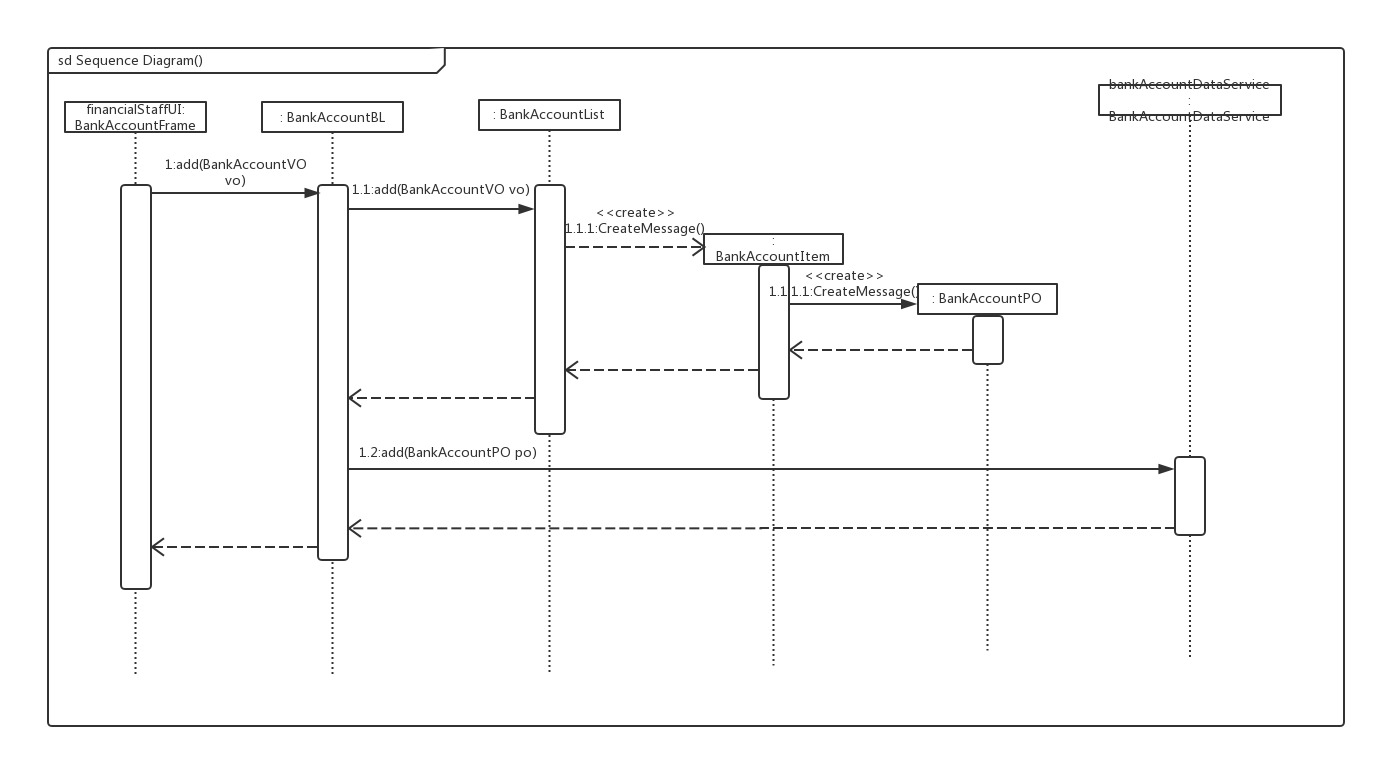 sd Sequence Diagram()
bankAccountDataService
:
BankAccountDataService
financialStaffUI:
BankAccountFrame
: BankAccountBL
: BankAccountList
1:add(BankAccountVO
vo)
1.1:add(BankAccountVO vo)
<<create>>
1.1.1:CreateMessage()
:
BankAccountItem
<<create>>
1.1.1.1:CreateMessage()
: BankAccountPO
1.2:add(BankAccountPO po)